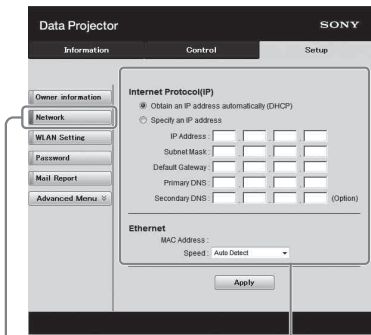 Data Projector
SONY
Information
Control
Setup
Owner information
Network
WLAN Setting
Password
Mail Report
Advanced Menu
Internet Protocol(IP)
Obtain an IP address automatically (DHCP)
Specify an IP address
IP Address :
Subnet Mask :
Default Gateway :
Primary DNS :
Secondary DNS : (Option)
Ethernet
MAC Address :
Speed : Auto Detect
Apply